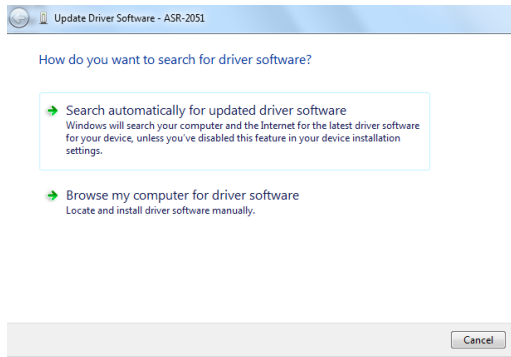 Update Driver Software - ASR-2051
How do you want to search for driver software?
Search automatically for updated driver software
Windows will search your computer and the Internet for the latest driver software
for your device, unless you've disabled this feature in your device installation
settings.
Browse my computer for driver software
Locate and install driver software manually.
Cancel